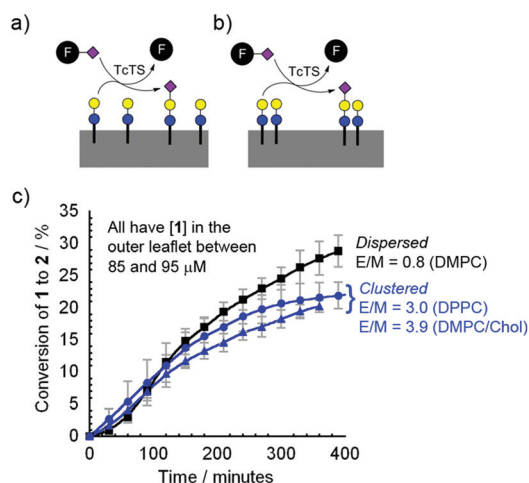 a)
b)
F
F
TcTS
F
F
TcTS
c)
Conversion of 1 to 2 / %
35
30
25
20
15
10
5
0
All have [1] in the
outer leaflet between
85 and 95 µM
Dispersed
E/M = 0.8 (DMPC)
Clustered
E/M = 3.0 (DPPC)
E/M = 3.9 (DMPC/Chol)
0
100
200
300
400
Time / minutes